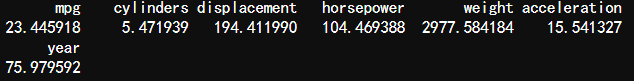 mpg cylinders displacement horsepower weight acceleration
23.445918 5.471939 194.411990 104.469388 2977.584184 15.541327
year
75.979592